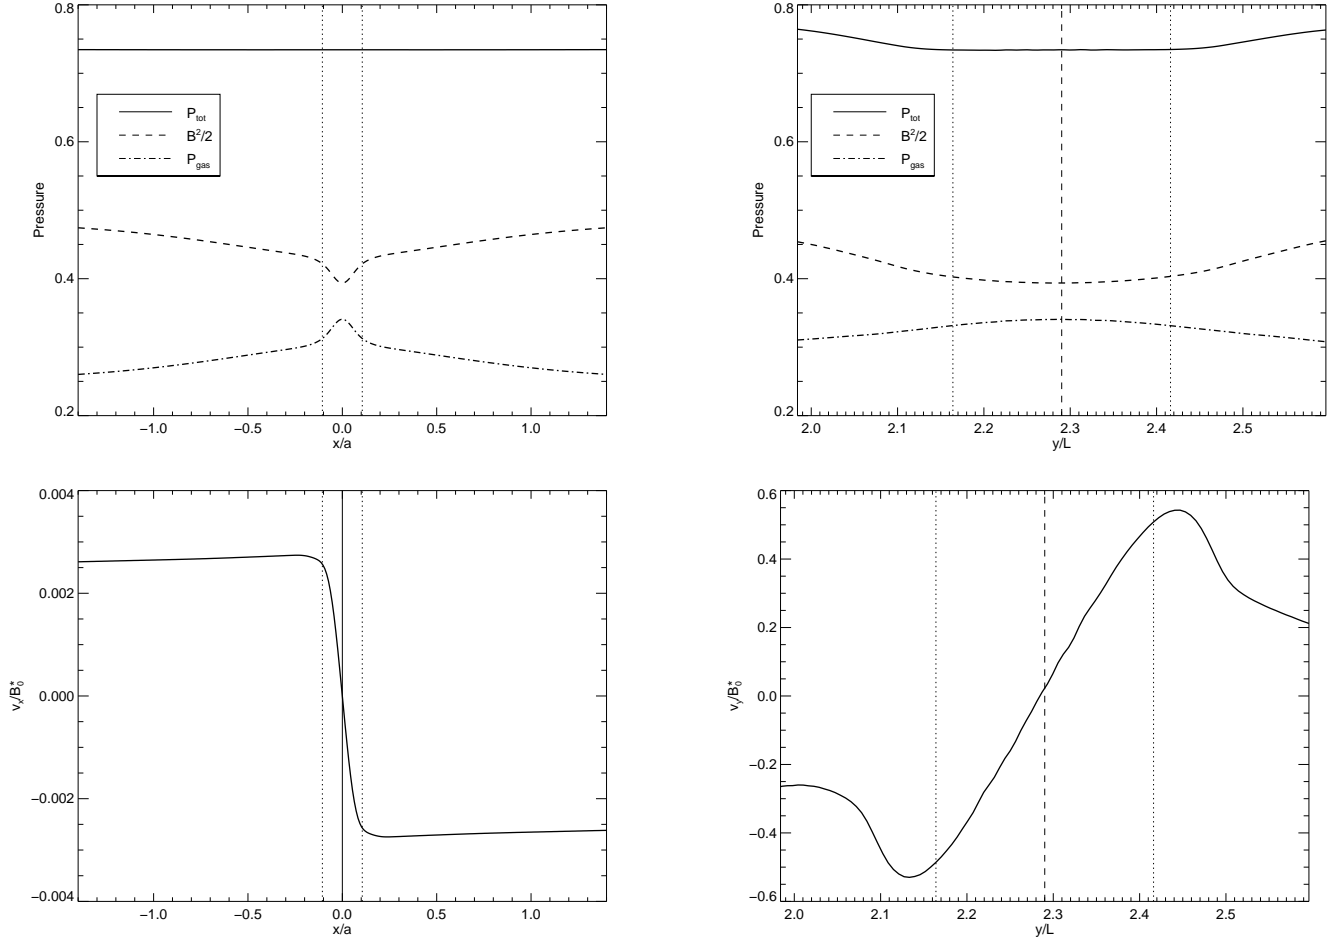 0.8
0.6
0.4
0.2
Pressure
P_tot
B^2/2
P_gas
−1.0 −0.5 0.0 0.5 1.0
x/a
0.8
0.6
0.4
0.2
Pressure
P_tot
B^2/2
P_gas
2.0 2.1 2.2 2.3 2.4 2.5
y/L
0.004
0.002
0.000
−0.002
−0.004
v_x/B_0^*
−1.0 −0.5 0.0 0.5 1.0
x/a
0.6
0.4
0.2
0.0
−0.2
−0.4
−0.6
v_y/B_0^*
2.0 2.1 2.2 2.3 2.4 2.5
y/L